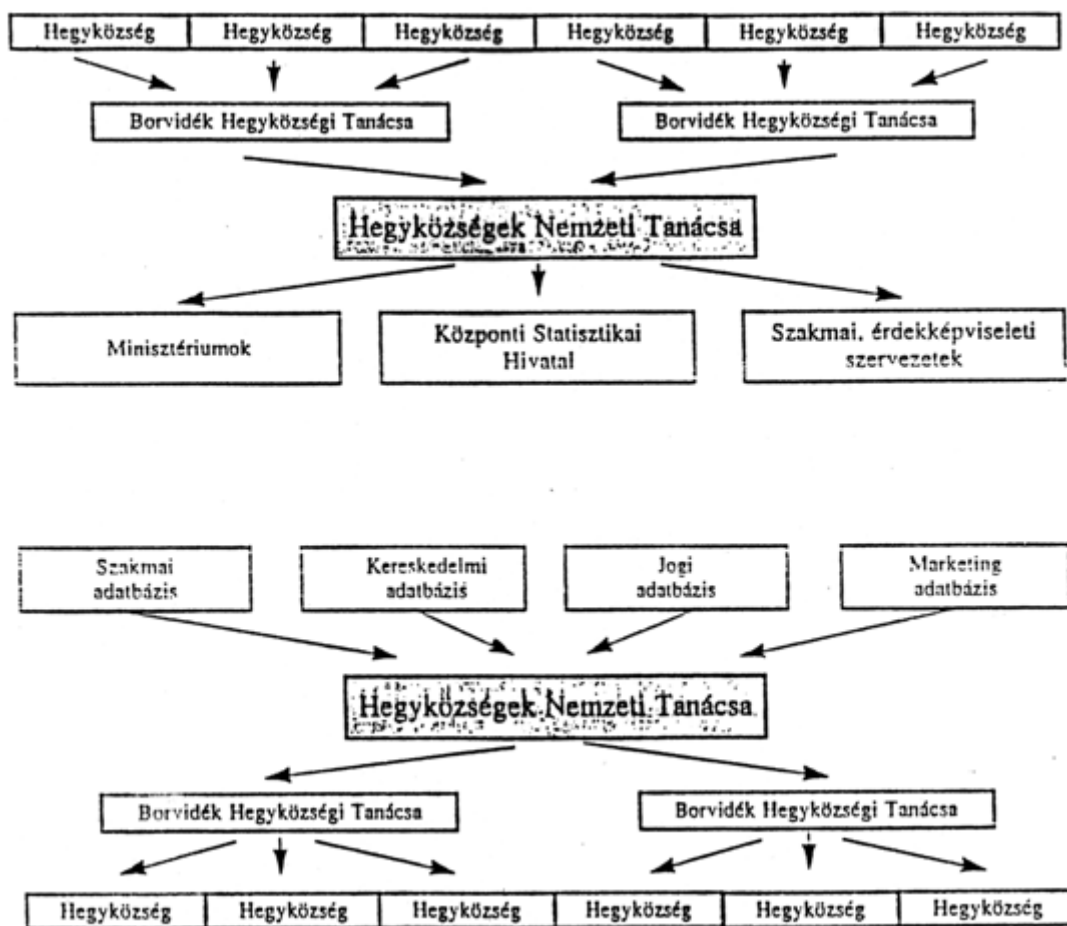 Hegyközség Hegyközség Hegyközség Hegyközség Hegyközség Hegyközség
Borvidék Hegyközségi Tanácsa
Borvidék Hegyközségi Tanácsa
Hegyközségek Nemzeti Tanácsa
Minisztériumok
Központi Statisztikai
Hivatal
Szakmai, érdekképviseleti
szervezetek
Szakmai
adatbázis
Kereskedelmi
adatbázis
Jogi
adatbázis
Marketing
adatbázis
Hegyközségek Nemzeti Tanácsa
Borvidék Hegyközségi Tanácsa
Borvidék Hegyközségi Tanácsa
Hegyközség Hegyközség Hegyközség Hegyközség Hegyközség Hegyközség